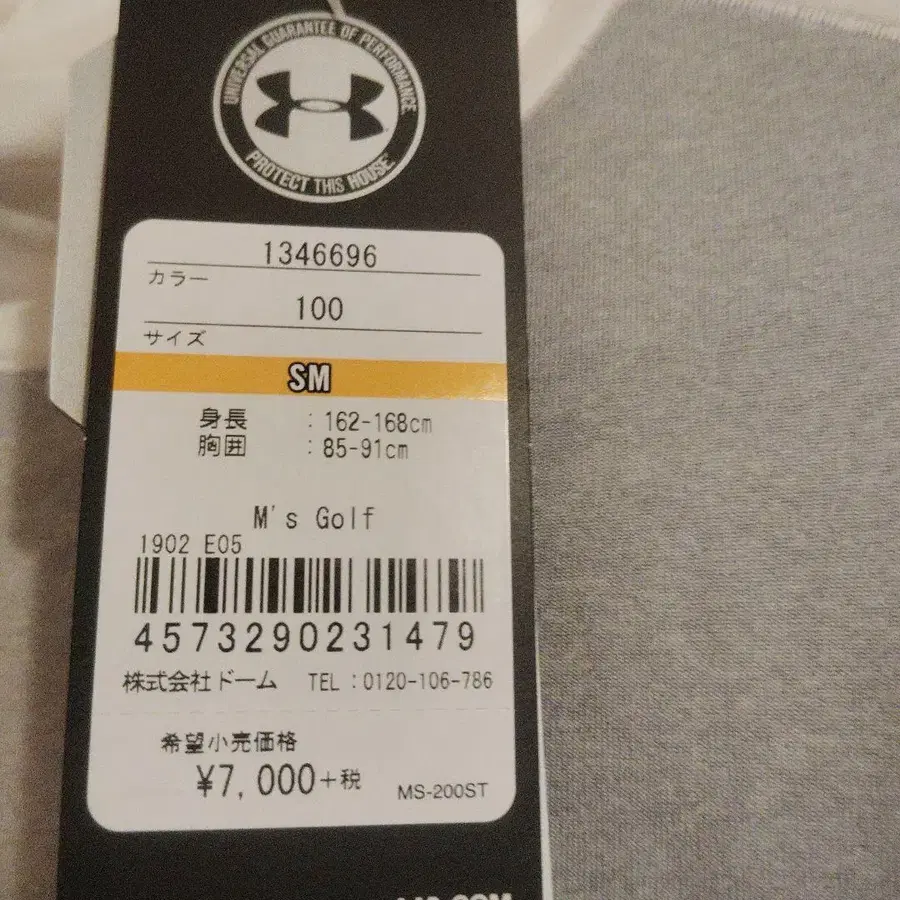 UNIVERSAL GUARANTEE OF PERFORMANCE
PROTECT THIS HOUSE
1346696
カラー
100
サイズ
SM
身長 : 162-168cm
胸囲 : 85-91cm
M's Golf
1902 E05
4573290231479
株式会社ドーム TEL:0120-106-786
希望小売価格
¥7,000+税 MS-200ST